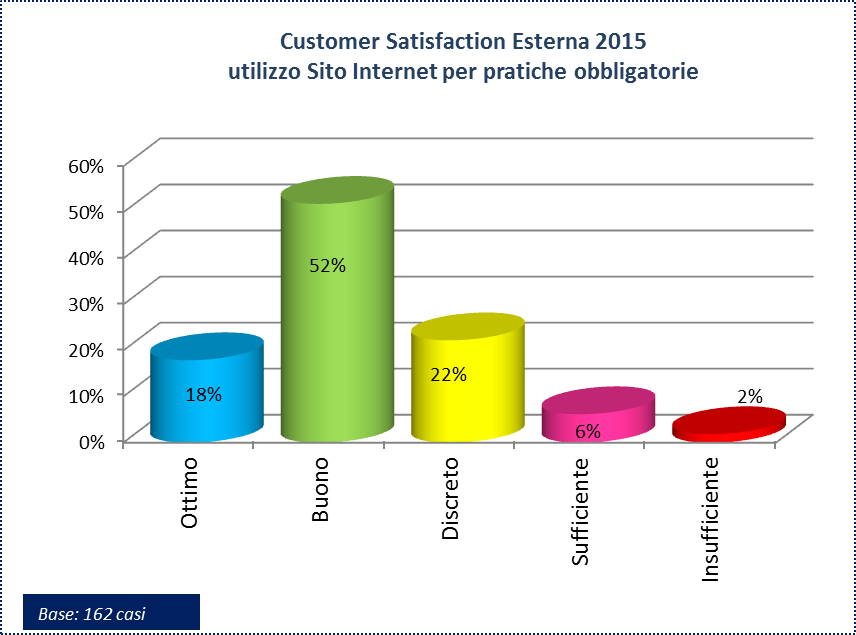 Customer Satisfaction Esterna 2015
utilizzo Sito Internet per pratiche obbligatorie
60%
50%
40%
30%
20%
10%
0%
18%
52%
22%
6%
2%
Ottimo
Buono
Discreto
Sufficiente
Insufficiente
Base: 162 casi